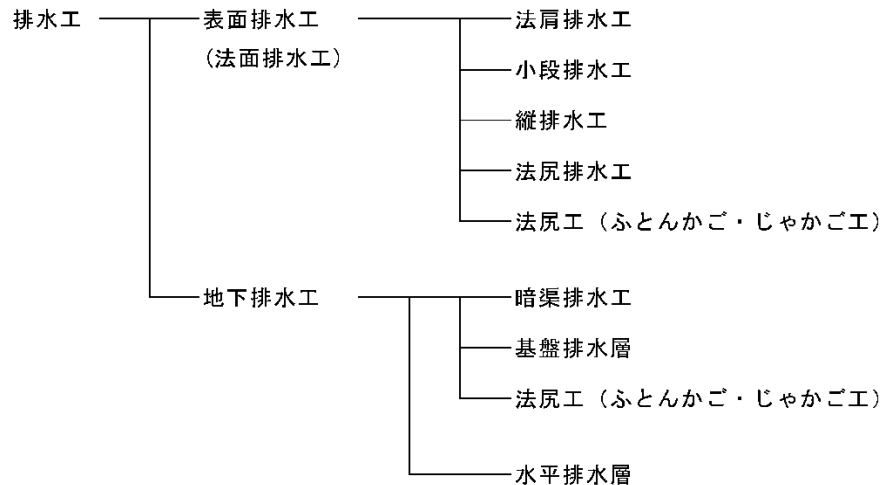 排水工 表面排水工 法肩排水工
(法面排水工)
小段排水工
縦排水工
法尻排水工
法尻工（ふとんかご・じゃかご工）
地下排水工 暗渠排水工
基盤排水層
法尻工（ふとんかご・じゃかご工）
水平排水層